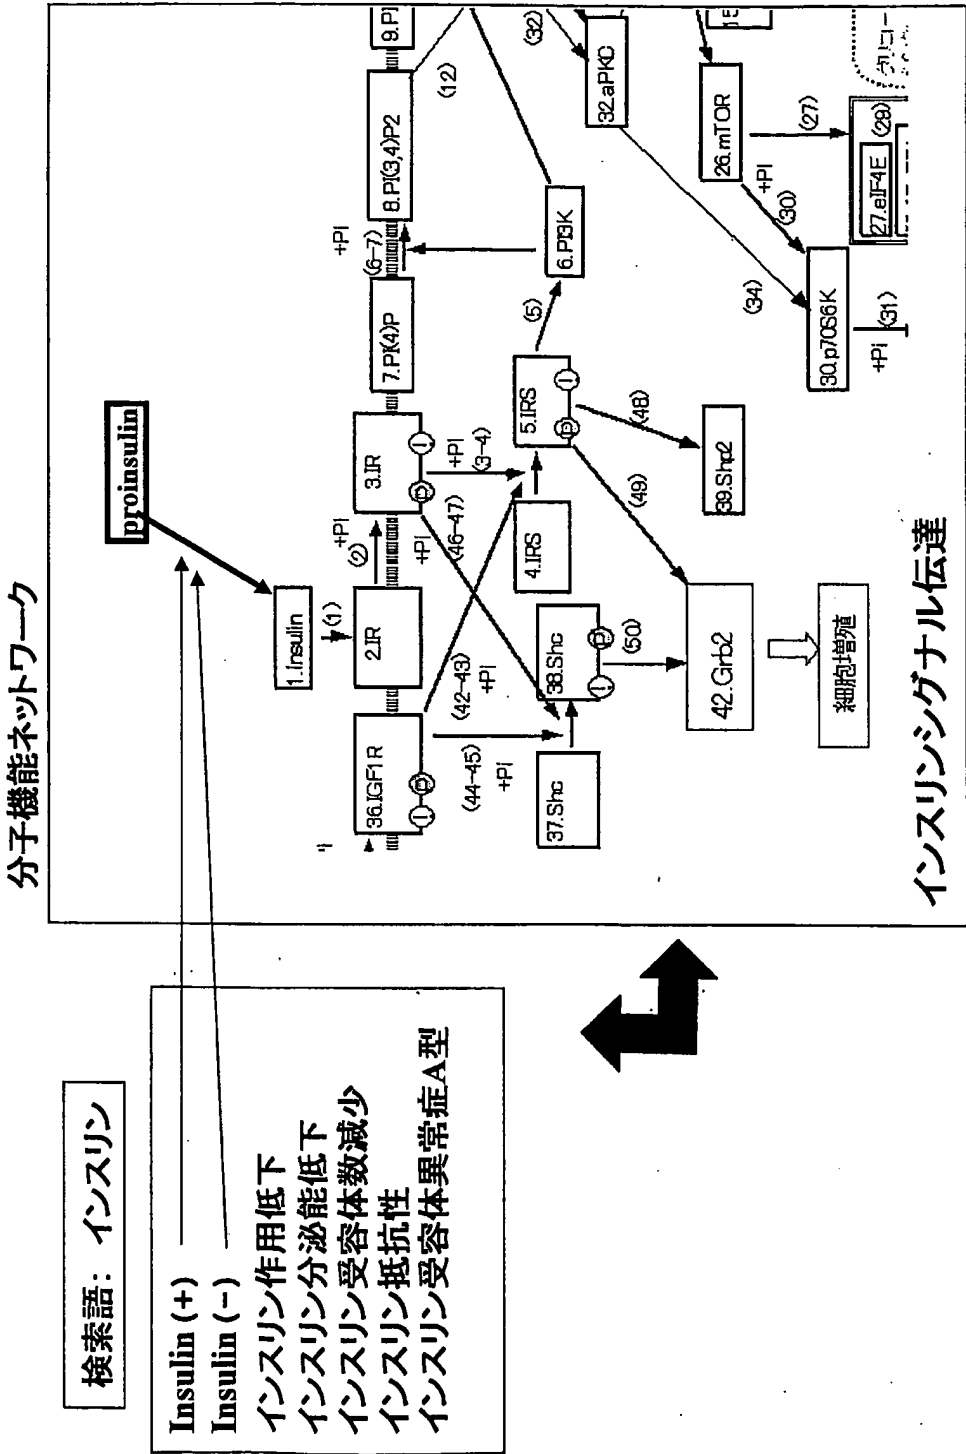 分子機能ネットワーク
検索語: インスリン
Insulin (+)
Insulin (-)
インスリン作用低下
インスリン分泌能低下
インスリン受容体数減少
インスリン抵抗性
インスリン受容体異常症A型
proinsulin
1.Insulin
(1)
36.IGF1R
2.IR
+Pi
(2)
3.IR
7.PI(4)P
+Pi
(6-7)
8.PI(3,4)P2
9.PI
(12)
(44-45)
+Pi
(42-43)
+Pi
+Pi
(46-47)
+Pi
(3-4)
37.Shc
38.Shc
4.IRS
5.IRS
(5)
6.PI3K
(32)
32.aPKC
(50)
(49)
(48)
(34)
42.Grb2
39.Shp2
26.mTOR
+Pi
(30)
(27)
30.p70S6K
+Pi
(31)
27.eIF4E
(29)
細胞増殖
インスリンシグナル伝達